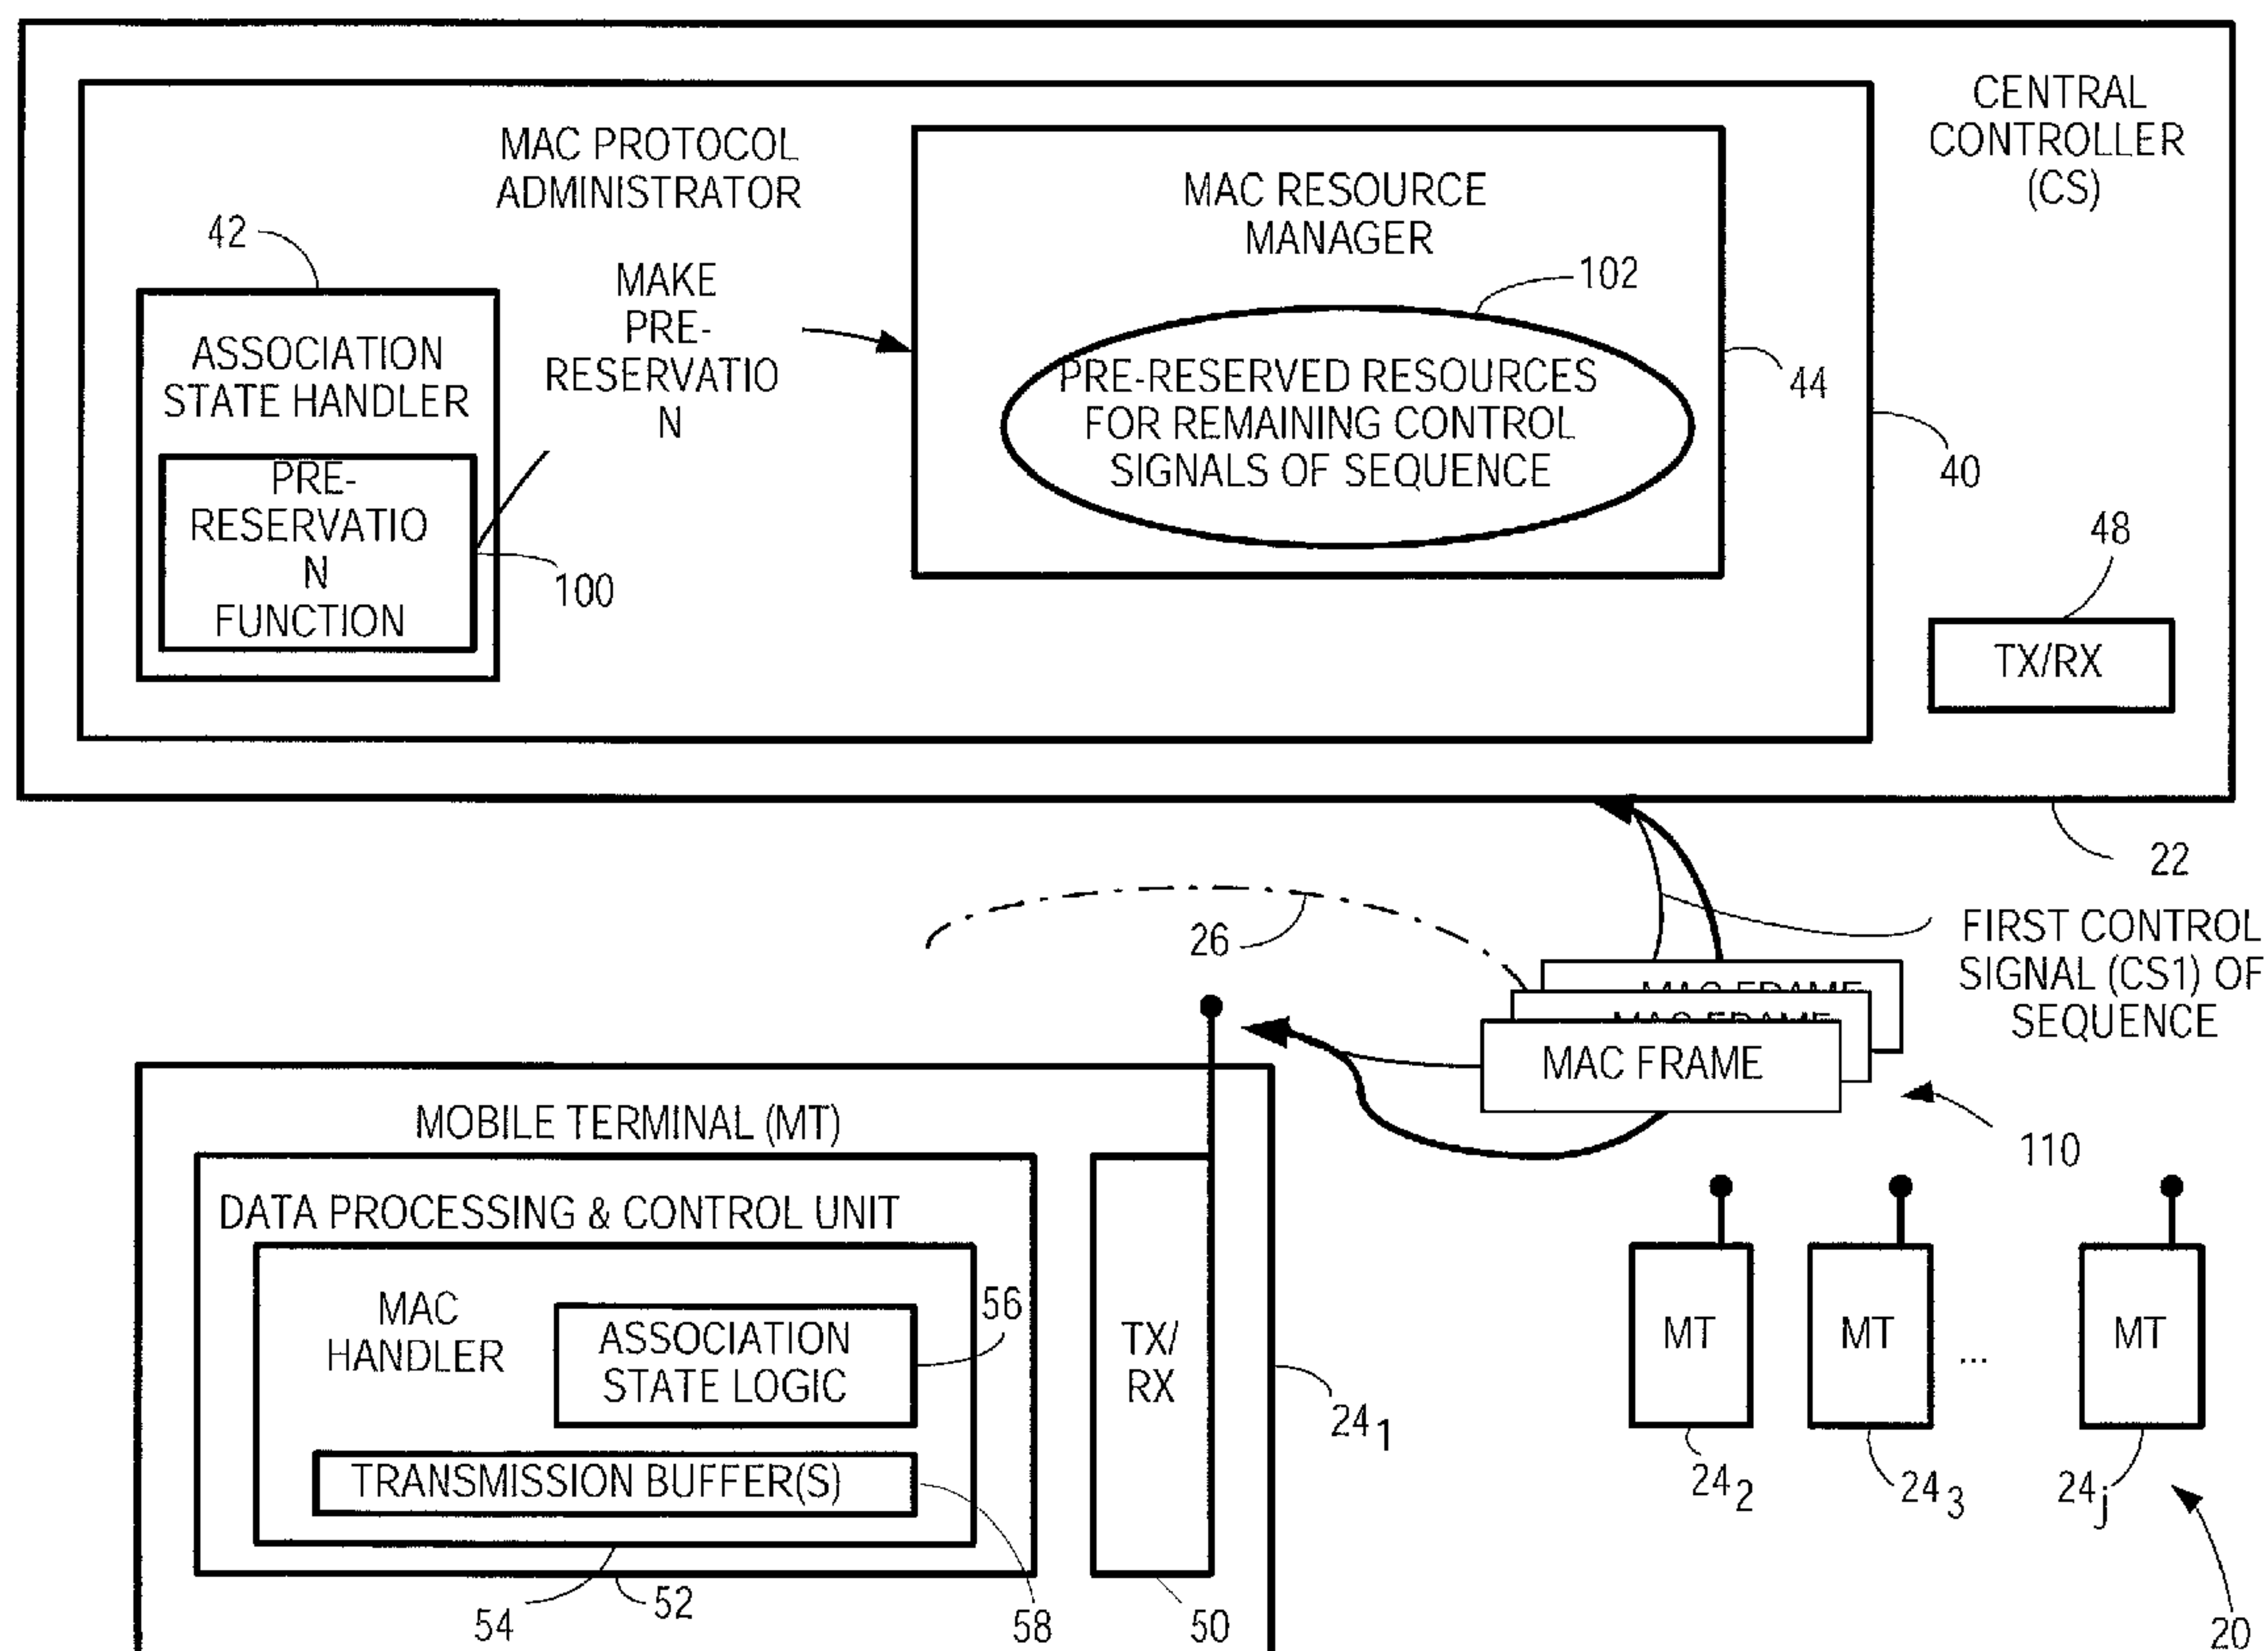 CENTRAL
CONTROLLER
(CS)
MAC PROTOCOL
ADMINISTRATOR
MAC RESOURCE
MANAGER
42
MAKE
PRE-
RESERVATIO
N
102
ASSOCIATION
STATE HANDLER
PRE-RESERVED RESOURCES
FOR REMAINING CONTROL
SIGNALS OF SEQUENCE
44
40
PRE-
RESERVATIO
N
FUNCTION
100
48
TX/RX
22
26
FIRST CONTROL
SIGNAL (CS1) OF
SEQUENCE
MAC FRAME
MAC FRAME
MAC FRAME
110
MOBILE TERMINAL (MT)
DATA PROCESSING & CONTROL UNIT
MAC
HANDLER
56
ASSOCIATION
STATE LOGIC
TX/
RX
24 1
MT
MT
...
MT
TRANSMISSION BUFFER(S)
24 2
24 3
24 j
54
52
58
50
20